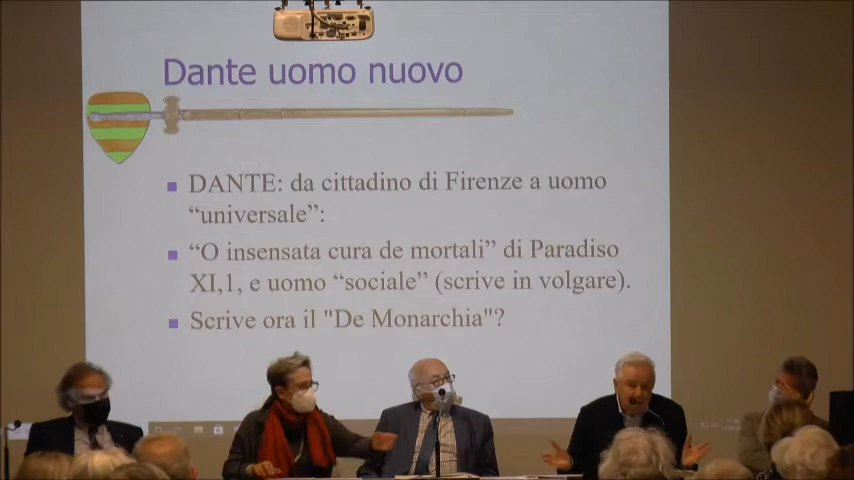 Dante uomo nuovo
DANTE: da cittadino di Firenze a uomo
“universale”:
“O insensata cura de mortali” di Paradiso
XI,1, e uomo “sociale” (scrive in volgare).
Scrive ora il "De Monarchia"?